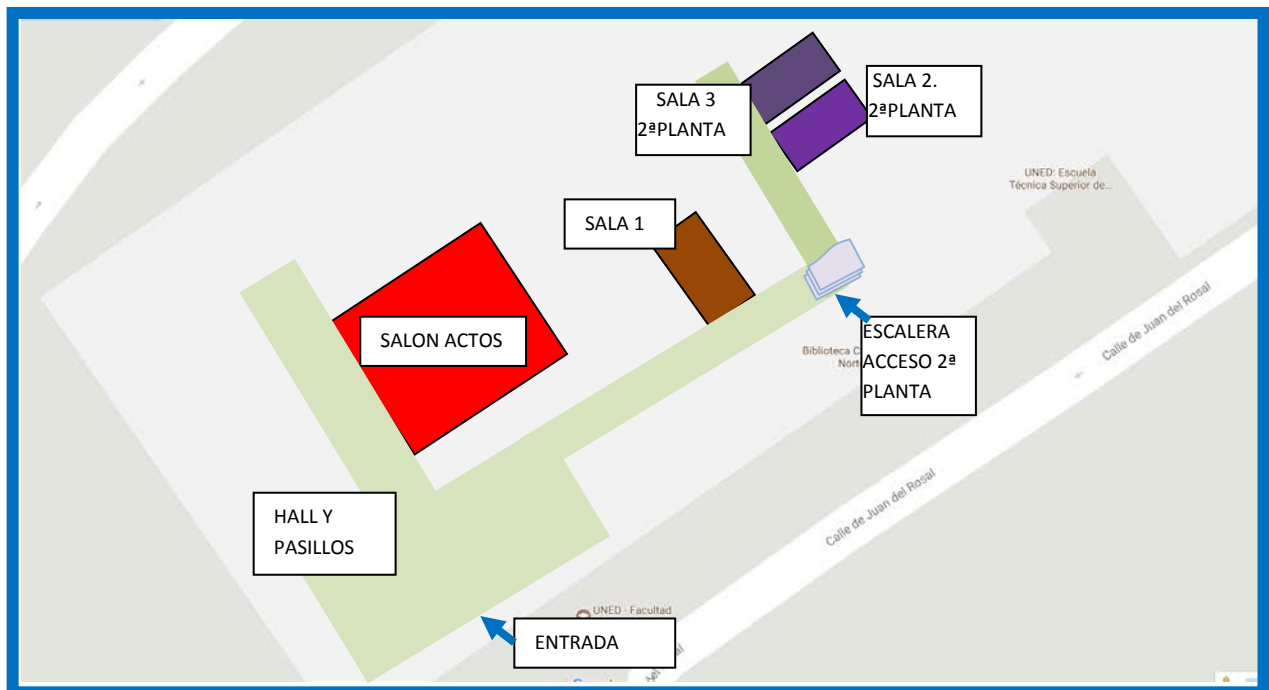 SALA 3
2ªPLANTA
SALA 2.
2ªPLANTA
UNED: Escuela
Técnica Superior de...
SALA 1
SALON ACTOS
ESCALERA
ACCESO 2ª
PLANTA
Biblioteca
Calle de Juan del Rosal
Calle de Juan del Rosal
HALL Y
PASILLOS
UNED - Facultad
ENTRADA